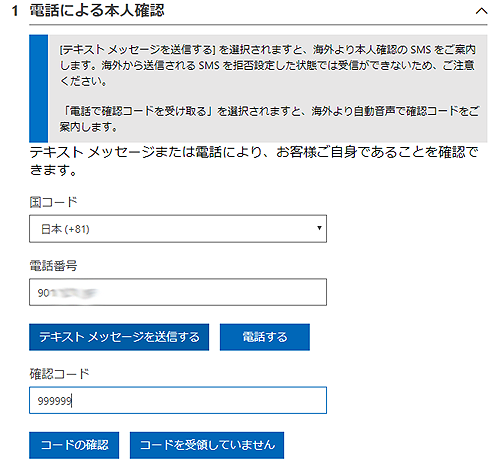 1 電話による本人確認
[テキスト メッセージを送信する] を選択されますと、海外より本人確認の SMS をご案内
します。海外から送信される SMS を拒否設定した状態では受信ができないため、ご注意
ください。
「電話で確認コードを受け取る」を選択されますと、海外より自動音声で確認コードをご
案内します。
テキスト メッセージまたは電話により、お客様ご自身であることを確認で
きます。
国コード
日本 (+81)
電話番号
90
テキスト メッセージを送信する 電話する
確認コード
999999
コードの確認 コードを受領していません